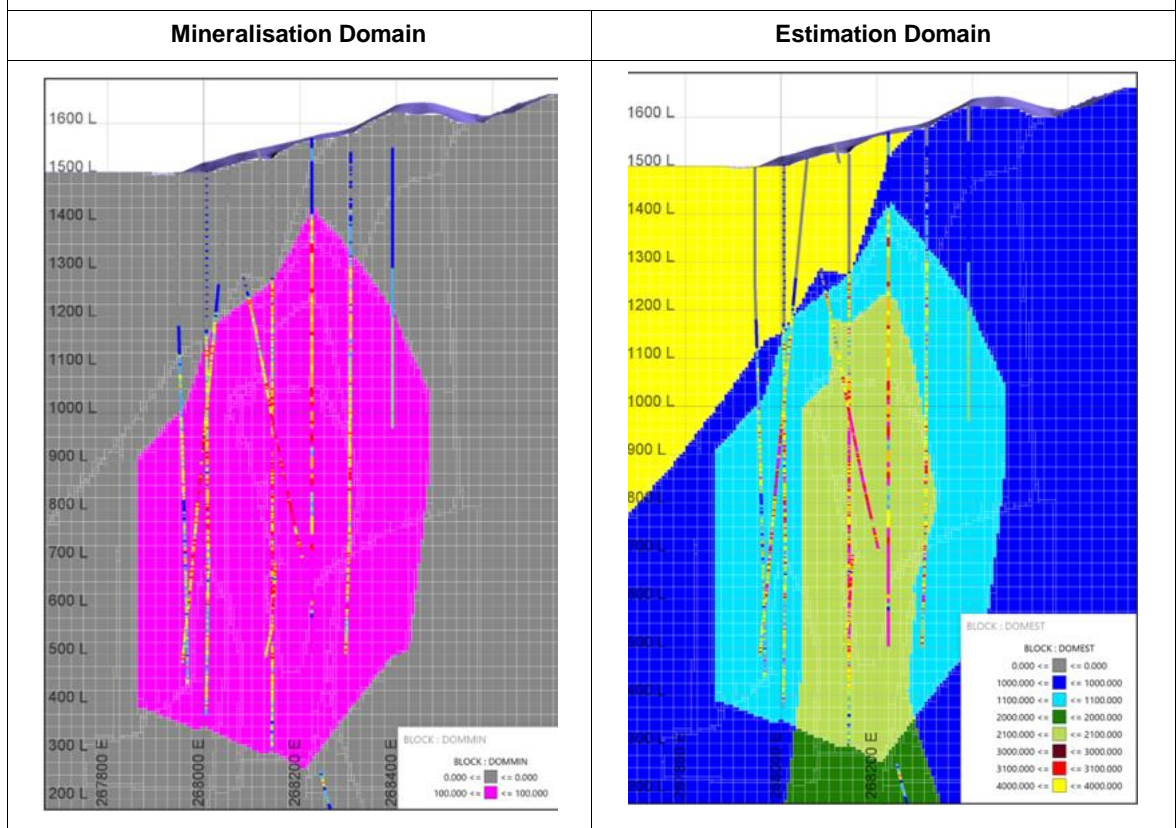 Mineralisation Domain
Estimation Domain
1600 L
1500 L
1400 L
1300 L
1200 L
1100 L
1000 L
900 L
800 L
700 L
600 L
500 L
400 L
300 L
200 L
267800 E
268000 E
268200 E
268400 E
BLOCK : DOMMIN
BLOCK : DOMMIN
0.000 <= <= 0.000
100.000 <= <= 100.000
1600 L
1500 L
1400 L
1300 L
1200 L
1100 L
1000 L
900 L
268200 E
BLOCK : DOMEST
BLOCK : DOMEST
0.000 <= <= 0.000
1000.000 <= <= 1000.000
1100.000 <= <= 1100.000
2000.000 <= <= 2000.000
2100.000 <= <= 2100.000
3000.000 <= <= 3000.000
3100.000 <= <= 3100.000
4000.000 <= <= 4000.000